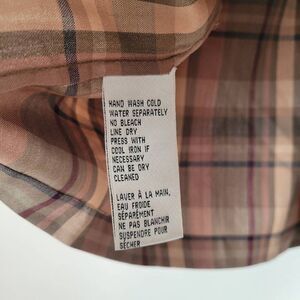 HAND WASH COLD
WATER SEPARATELY
NO BLEACH
LINE DRY
PRESS WITH
COOL IRON IF
NECESSARY
CAN BE DRY
CLEANED
LAVER À LA MAIN,
EAU FROIDE
SÉPARÉMENT
NE PAS BLANCHIR
SUSPENDRE POUR
SÉCHER